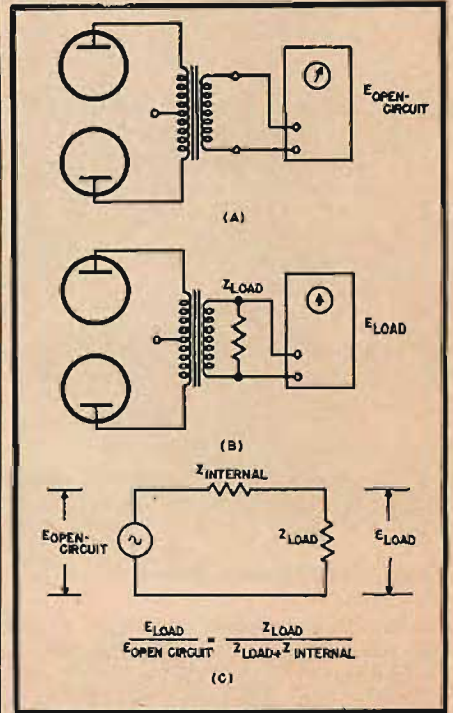 E OPEN-
CIRCUIT
(A)
Z LOAD
E LOAD
(B)
Z INTERNAL
E OPEN-
CIRCUIT
~
Z LOAD
E LOAD
E LOAD / E OPEN CIRCUIT = Z LOAD / Z LOAD + Z INTERNAL
(C)